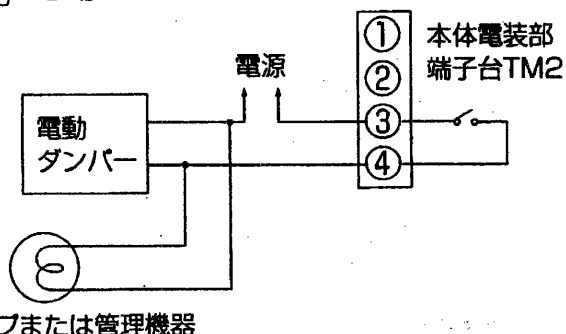 ①
本体電装部
端子台TM2
電源
②
電動
ダンパー
③
④
プまたは管理機器